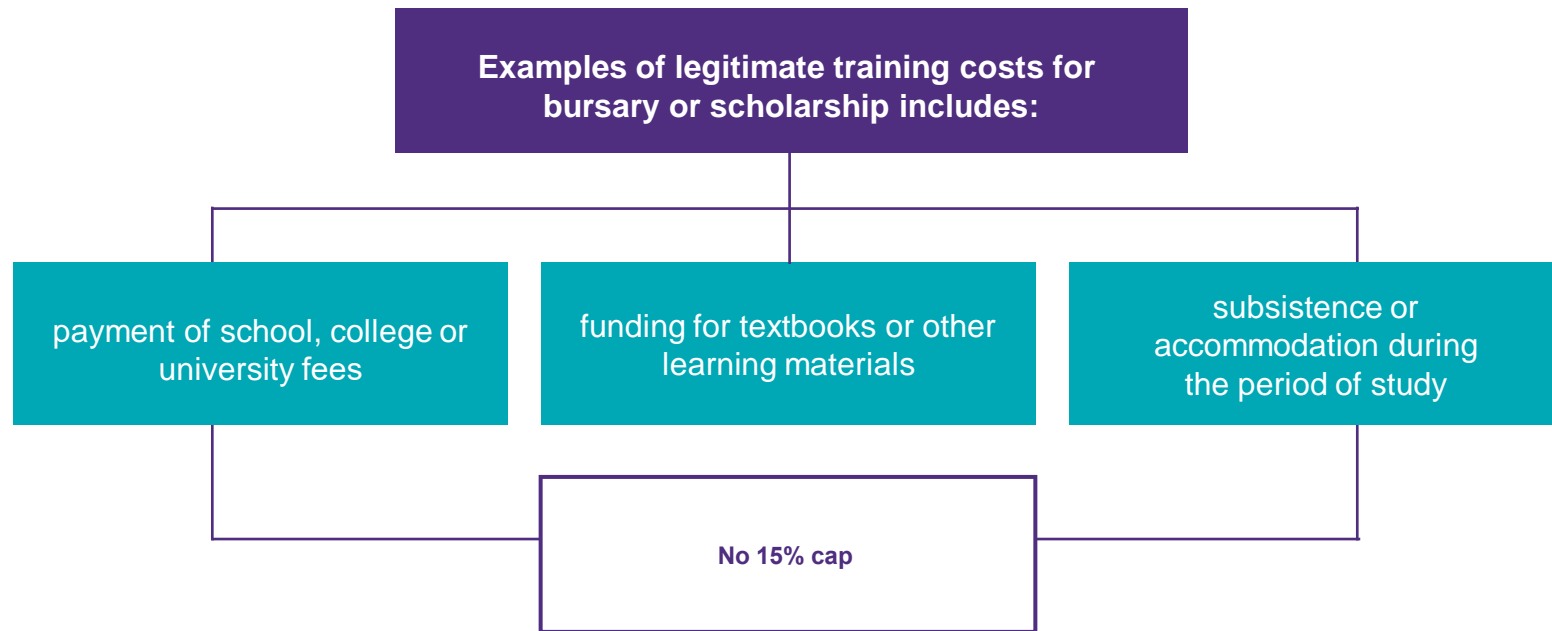 Examples of legitimate training costs for
bursary or scholarship includes:
payment of school, college or
university fees
funding for textbooks or other
learning materials
subsistence or
accommodation during
the period of study
No 15% cap